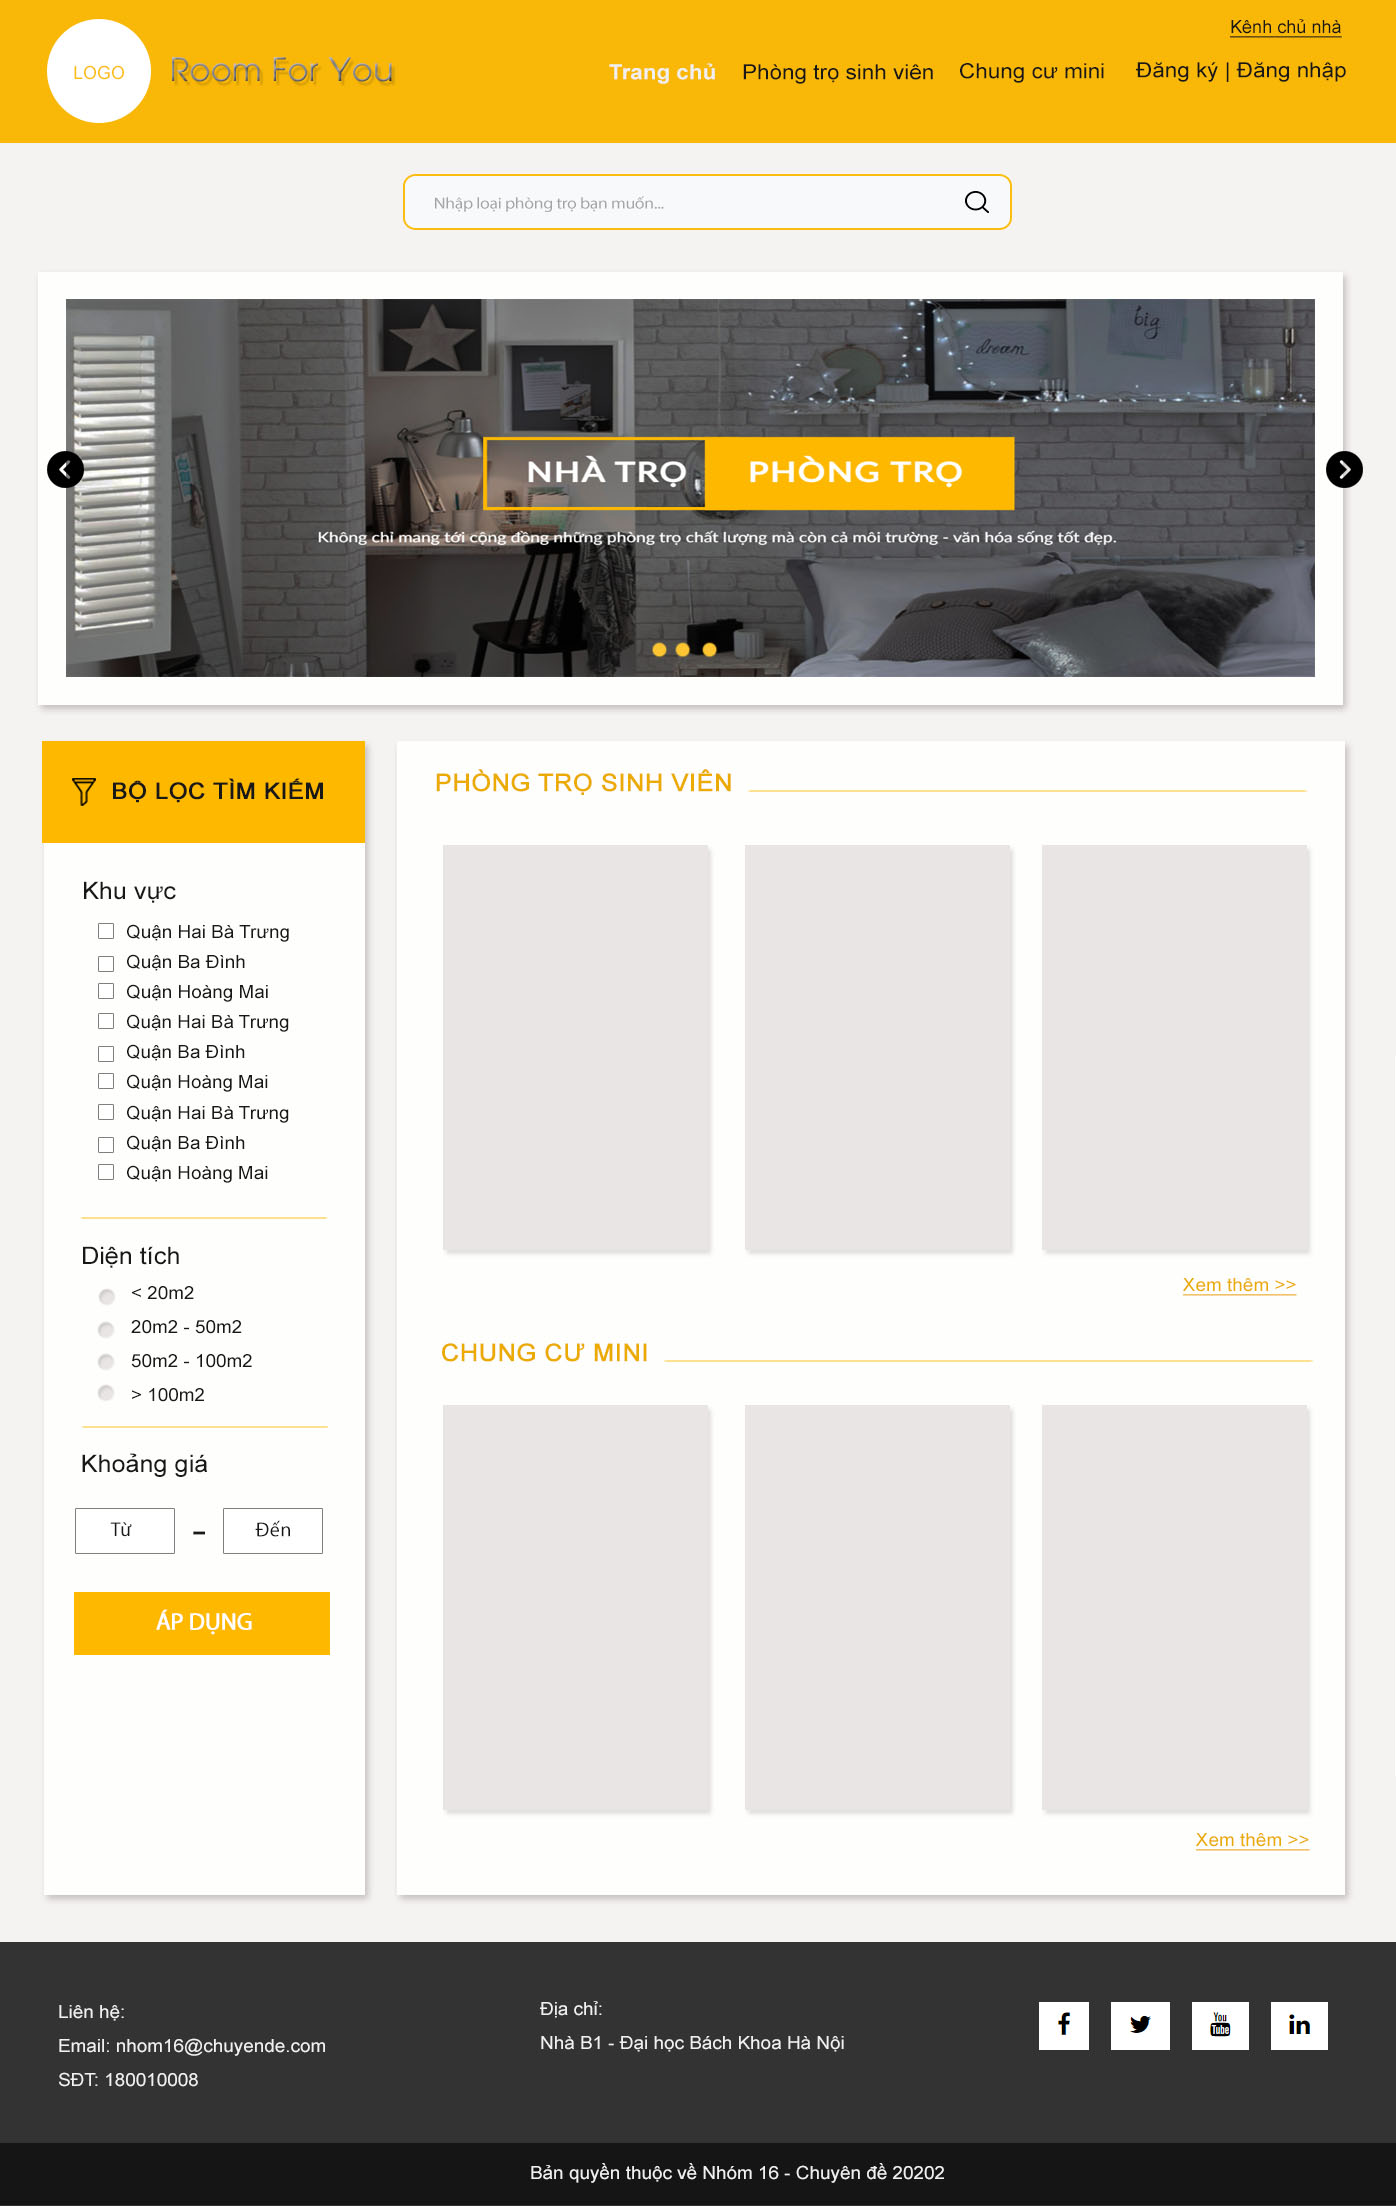 Kênh chủ nhà
LOGO
Room For You
Trang chủ
Phòng trọ sinh viên
Chung cư mini
Đăng ký | Đăng nhập
Nhập loại phòng trọ bạn muốn...
big
dream
NHÀ TRỌ
PHÒNG TRỌ
Không chỉ mang tới cộng đồng những phòng trọ chất lượng mà còn cả môi trường - văn hóa sống tốt đẹp.
BỘ LỌC TÌM KIẾM
Khu vực
Quận Hai Bà Trưng
Quận Ba Đình
Quận Hoàng Mai
Quận Hai Bà Trưng
Quận Ba Đình
Quận Hoàng Mai
Quận Hai Bà Trưng
Quận Ba Đình
Quận Hoàng Mai
Diện tích
< 20m2
20m2 - 50m2
50m2 - 100m2
> 100m2
Khoảng giá
Từ
-
Đến
ÁP DỤNG
PHÒNG TRỌ SINH VIÊN
Xem thêm >>
CHUNG CƯ MINI
Xem thêm >>
Liên hệ:
Email: nhom16@chuyende.com
SĐT: 180010008
Địa chỉ:
Nhà B1 - Đại học Bách Khoa Hà Nội
f
You
Tube
in
Bản quyền thuộc về Nhóm 16 - Chuyên đề 20202